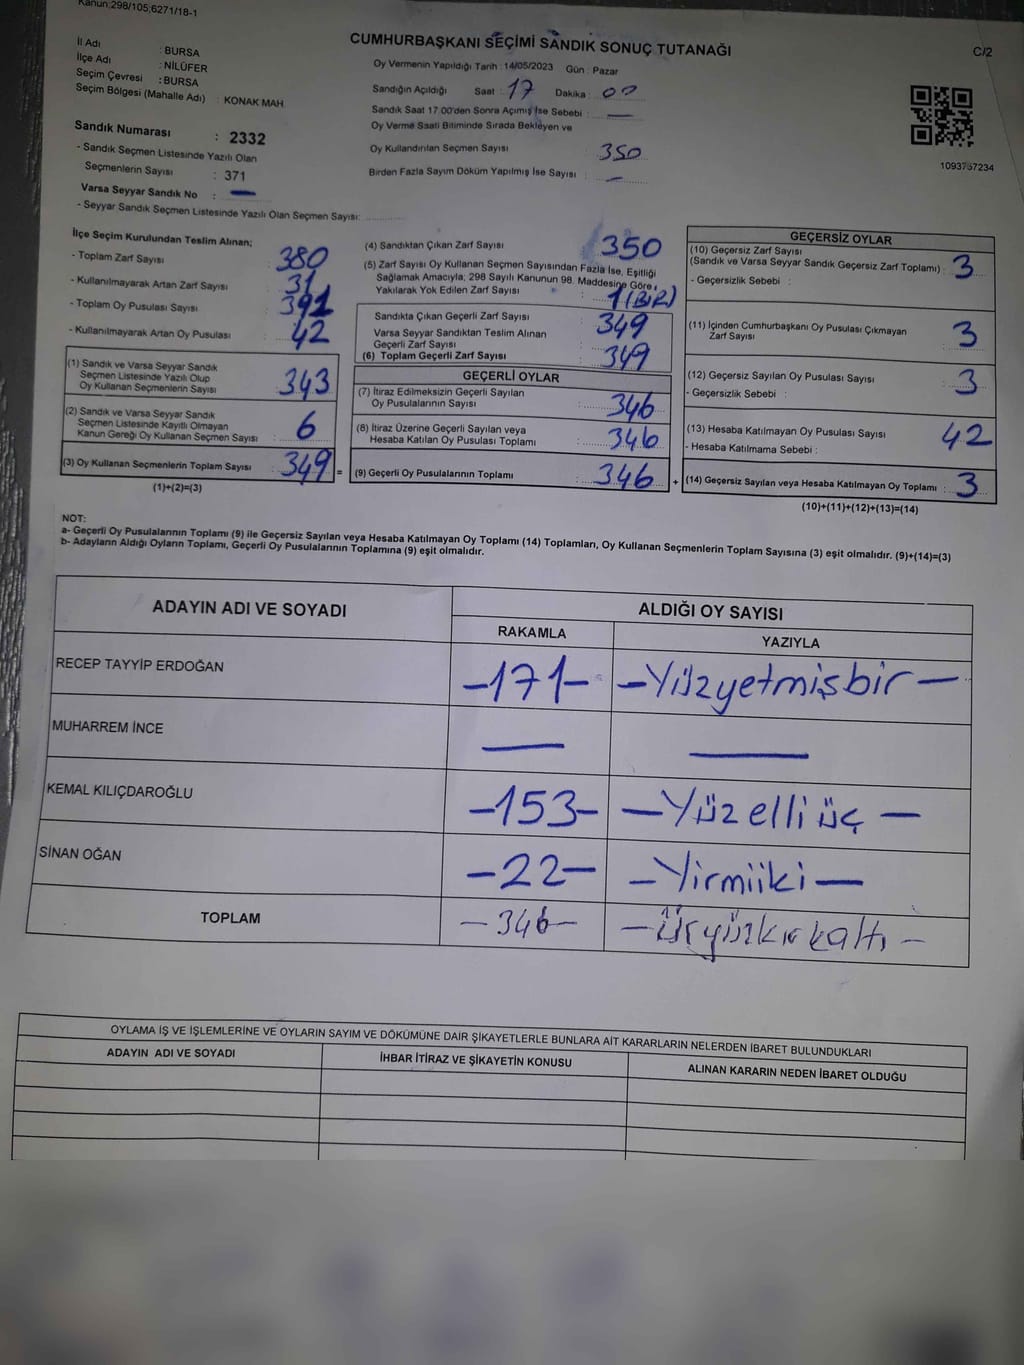 Kanun:298/105;6271/18-1
CUMHURBAŞKANI SEÇİMİ SANDIK SONUÇ TUTANAĞI
C/2
İl Adı : BURSA
İlçe Adı : NİLÜFER
Seçim Çevresi : BURSA
Seçim Bölgesi (Mahalle Adı) : KONAK MAH
Sandık Numarası : 2332
- Sandık Seçmen Listesinde Yazılı Olan
Seçmenlerin Sayısı : 371
Varsa Seyyar Sandık No : —
- Seyyar Sandık Seçmen Listesinde Yazılı Olan Seçmen Sayısı:
Oy Vermenin Yapıldığı Tarih : 14/05/2023 Gün : Pazar
Sandığın Açıldığı Saat : 17 Dakika : 00
Sandık Saat 17.00'den Sonra Açımış İse Sebebi : —
Oy Verme Saati Bitiminde Sırada Bekleyen ve
Oy Kullandırılan Seçmen Sayısı : 350
Birden Fazla Sayım Döküm Yapılmış İse Sayısı : —
1093757234
İlçe Seçim Kurulundan Teslim Alınan;
- Toplam Zarf Sayısı : 380
- Kullanılmayarak Artan Zarf Sayısı : 31
- Toplam Oy Pusulası Sayısı : 391
- Kullanılmayarak Artan Oy Pusulası : 42
(1) Sandık ve Varsa Seyyar Sandık
Seçmen Listesinde Yazılı Olup
Oy Kullanan Seçmenlerin Sayısı : 343
(2) Sandık ve Varsa Seyyar Sandık
Seçmen Listesinde Kayıtlı Olmayan
Kanun Gereği Oy Kullanan Seçmen Sayısı : 6
(3) Oy Kullanan Seçmenlerin Toplam Sayısı : 349 =
(1)+(2)=(3)
(4) Sandıktan Çıkan Zarf Sayısı : 350
(5) Zarf Sayısı Oy Kullanan Seçmen Sayısından Fazla İse, Eşitliği
Sağlamak Amacıyla; 298 Sayılı Kanunun 98. Maddesine Göre,
Yakılarak Yok Edilen Zarf Sayısı : 1 (BİR)
Sandıkta Çıkan Geçerli Zarf Sayısı : 349
Varsa Seyyar Sandıktan Teslim Alınan
Geçerli Zarf Sayısı :
(6) Toplam Geçerli Zarf Sayısı : 349
GEÇERLİ OYLAR
(7) İtiraz Edilmeksizin Geçerli Sayılan
Oy Pusulalarının Sayısı : 346
(8) İtiraz Üzerine Geçerli Sayılan veya
Hesaba Katılan Oy Pusulası Toplamı : 346
(9) Geçerli Oy Pusulalarının Toplamı : 346 +
GEÇERSİZ OYLAR
(10) Geçersiz Zarf Sayısı
(Sandık ve Varsa Seyyar Sandık Geçersiz Zarf Toplamı) : 3
- Geçersizlik Sebebi :
(11) İçinden Cumhurbaşkanı Oy Pusulası Çıkmayan
Zarf Sayısı : 3
(12) Geçersiz Sayılan Oy Pusulası Sayısı : 3
- Geçersizlik Sebebi :
(13) Hesaba Katılmayan Oy Pusulası Sayısı : 42
- Hesaba Katılmama Sebebi :
(14) Geçersiz Sayılan veya Hesaba Katılmayan Oy Toplamı : 3
(10)+(11)+(12)+(13)=(14)
NOT:
a- Geçerli Oy Pusulalarının Toplamı (9) ile Geçersiz Sayılan veya Hesaba Katılmayan Oy Toplamı (14) Toplamları, Oy Kullanan Seçmenlerin Toplam Sayısına (3) eşit olmalıdır. (9)+(14)=(3)
b- Adayların Aldığı Oyların Toplamı, Geçerli Oy Pusulalarının Toplamına (9) eşit olmalıdır.
ADAYIN ADI VE SOYADI ALDIĞI OY SAYISI
RAKAMLA YAZIYLA
RECEP TAYYİP ERDOĞAN -171- -Yüzyetmişbir-
MUHARREM İNCE — —
KEMAL KILIÇDAROĞLU -153- -Yüzelliüç-
SİNAN OĞAN -22- -Yirmiiki-
TOPLAM -346- -Üçyüzkırkaltı-
OYLAMA İŞ VE İŞLEMLERİNE VE OYLARIN SAYIM VE DÖKÜMÜNE DAİR ŞİKAYETLERLE BUNLARA AİT KARARLARIN NELERDEN İBARET BULUNDUKLARI
ADAYIN ADI VE SOYADI İHBAR İTİRAZ VE ŞİKAYETİN KONUSU ALINAN KARARIN NEDEN İBARET OLDUĞU